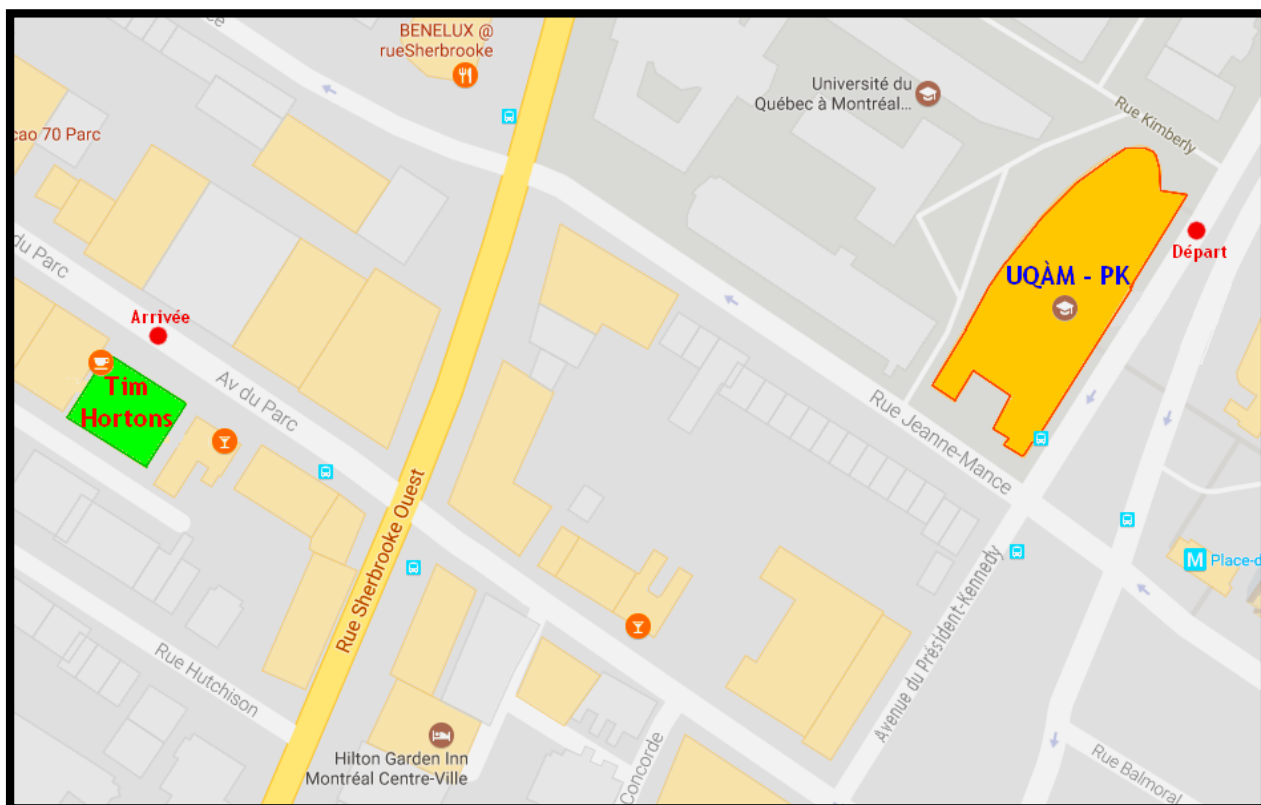 BENELUX @
rueSherbrooke
Université du
Québec à Montréal...
Rue Kimberly
cao 70 Parc
du Parc
Départ
UQÀM - PK
Arrivée
Tim
Hortons
Av du Parc
Rue Jeanne-Mance
Rue Sherbrooke Ouest
Avenue du Président-Kennedy
M
Place-d
Rue Hutchison
Hilton Garden Inn
Montréal Centre-Ville
Concorde
Rue Balmoral